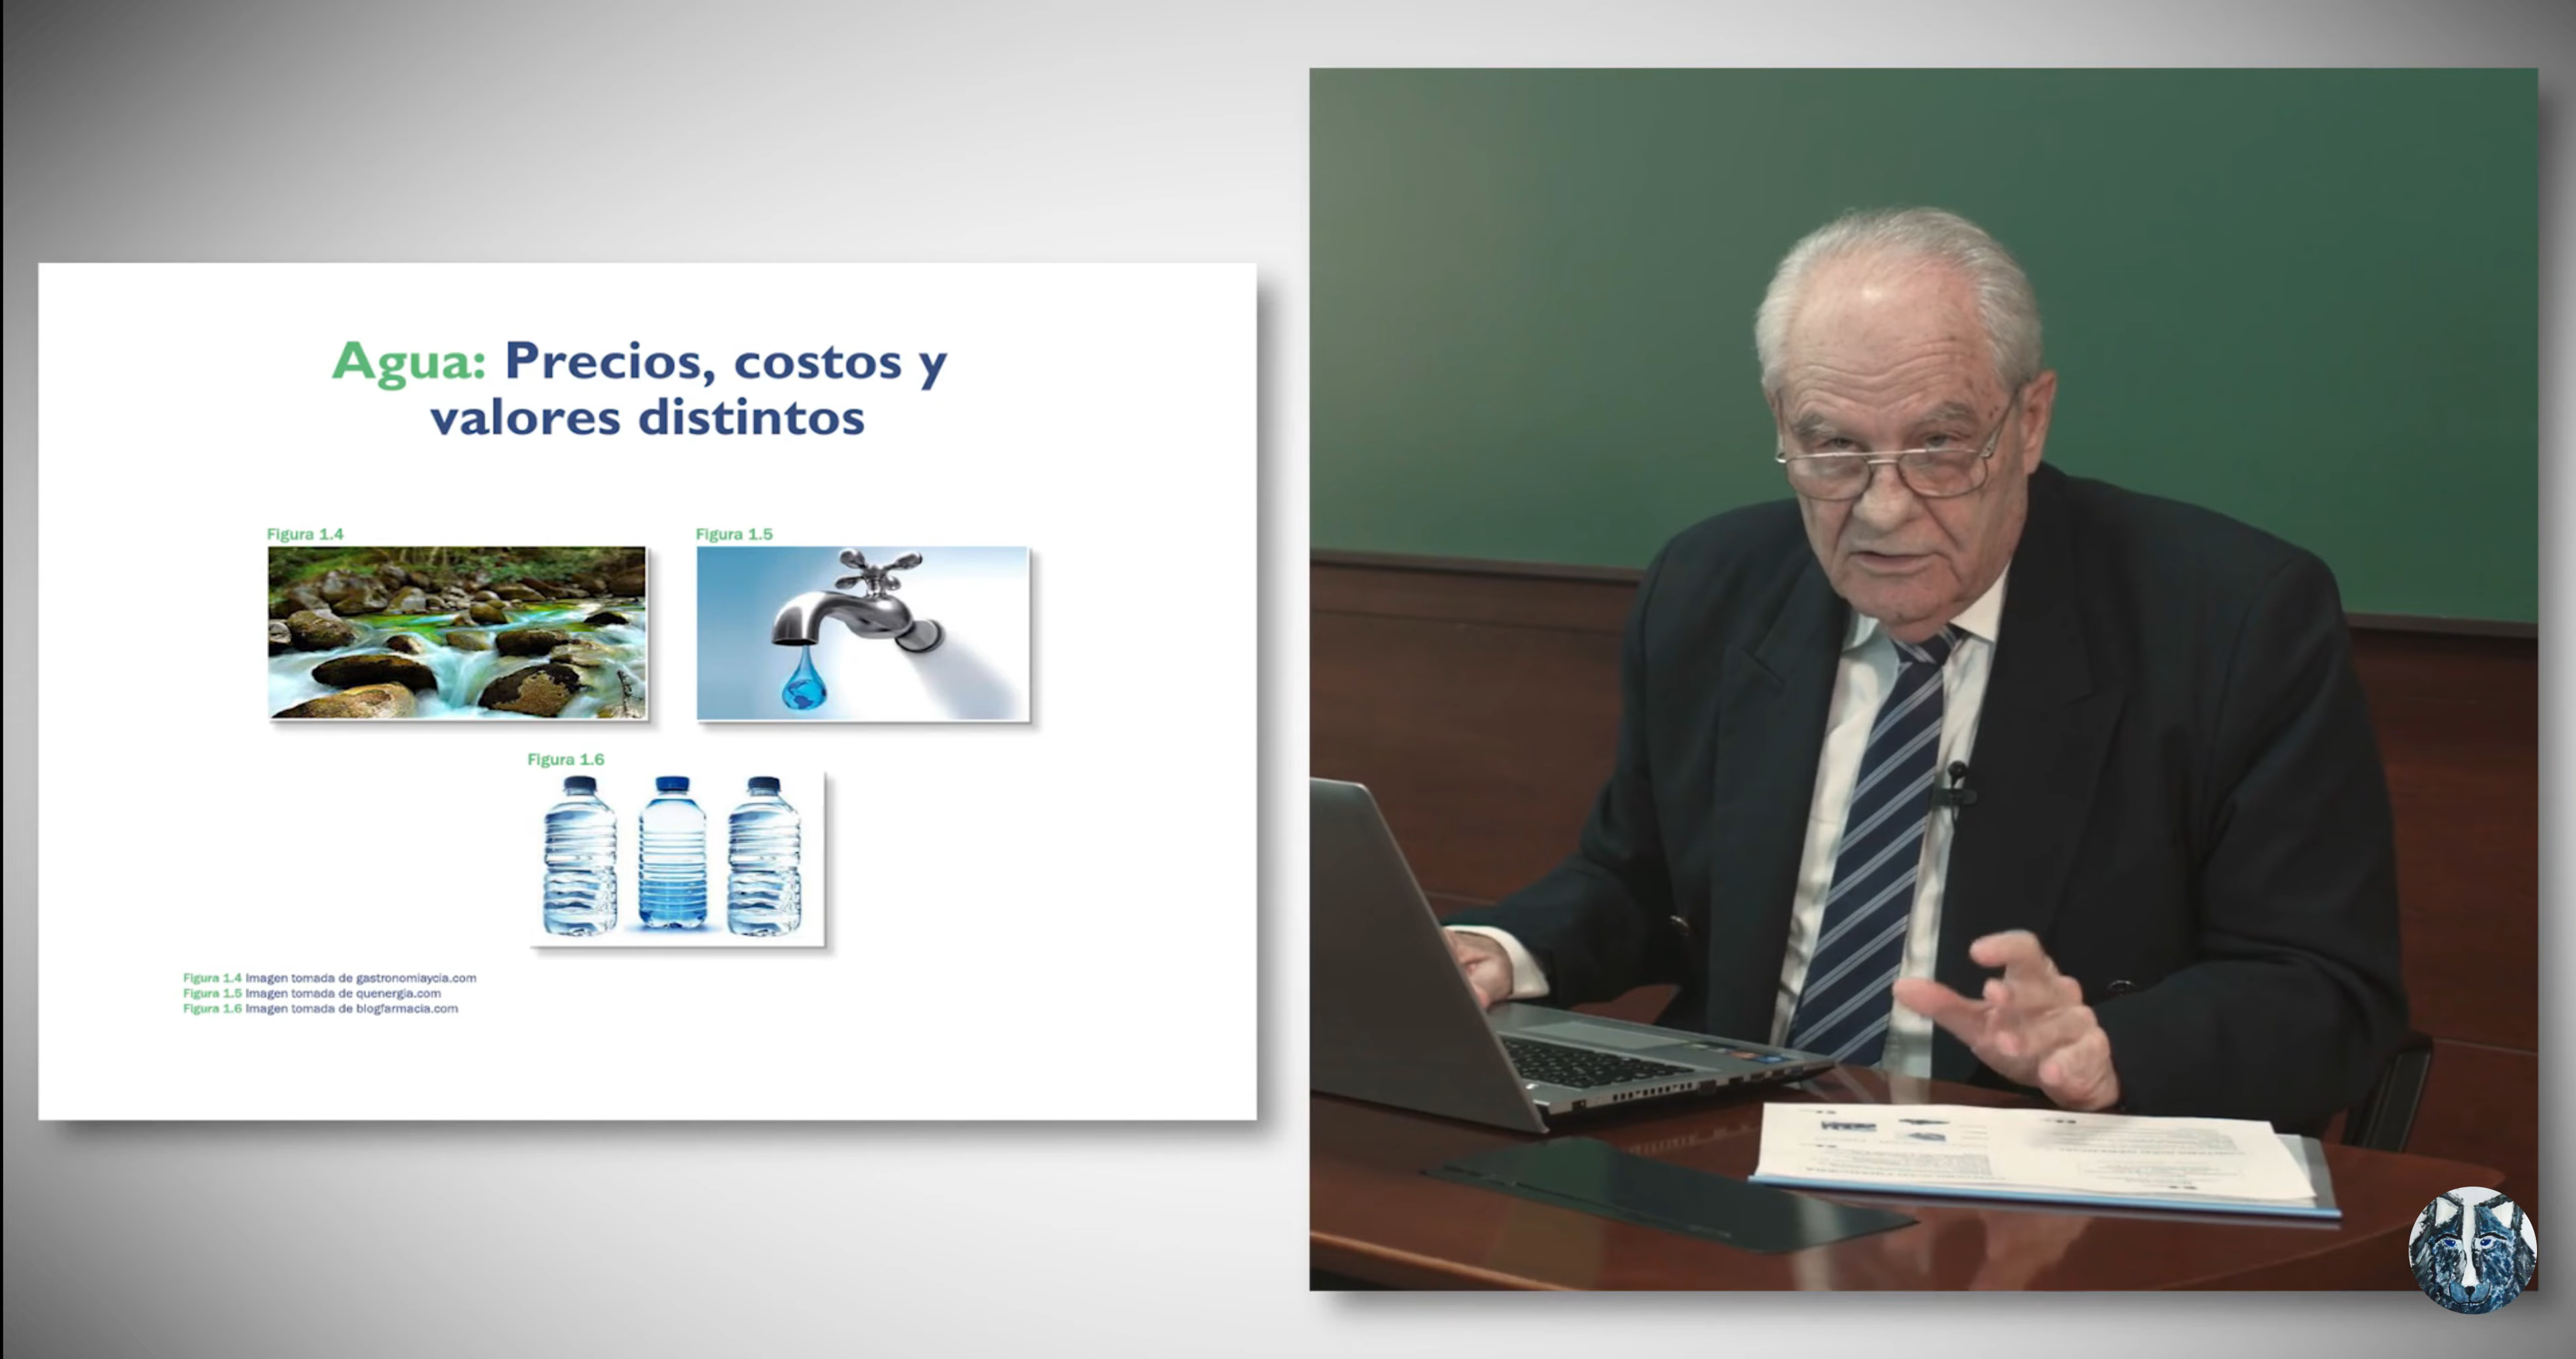 Agua: Precios, costos y
valores distintos
Figura 1.4
Figura 1.5
Figura 1.6
Figura 1.4 Imagen tomada de gastronomiaycia.com
Figura 1.5 Imagen tomada de quenergia.com
Figura 1.6 Imagen tomada de blogfarmacia.com